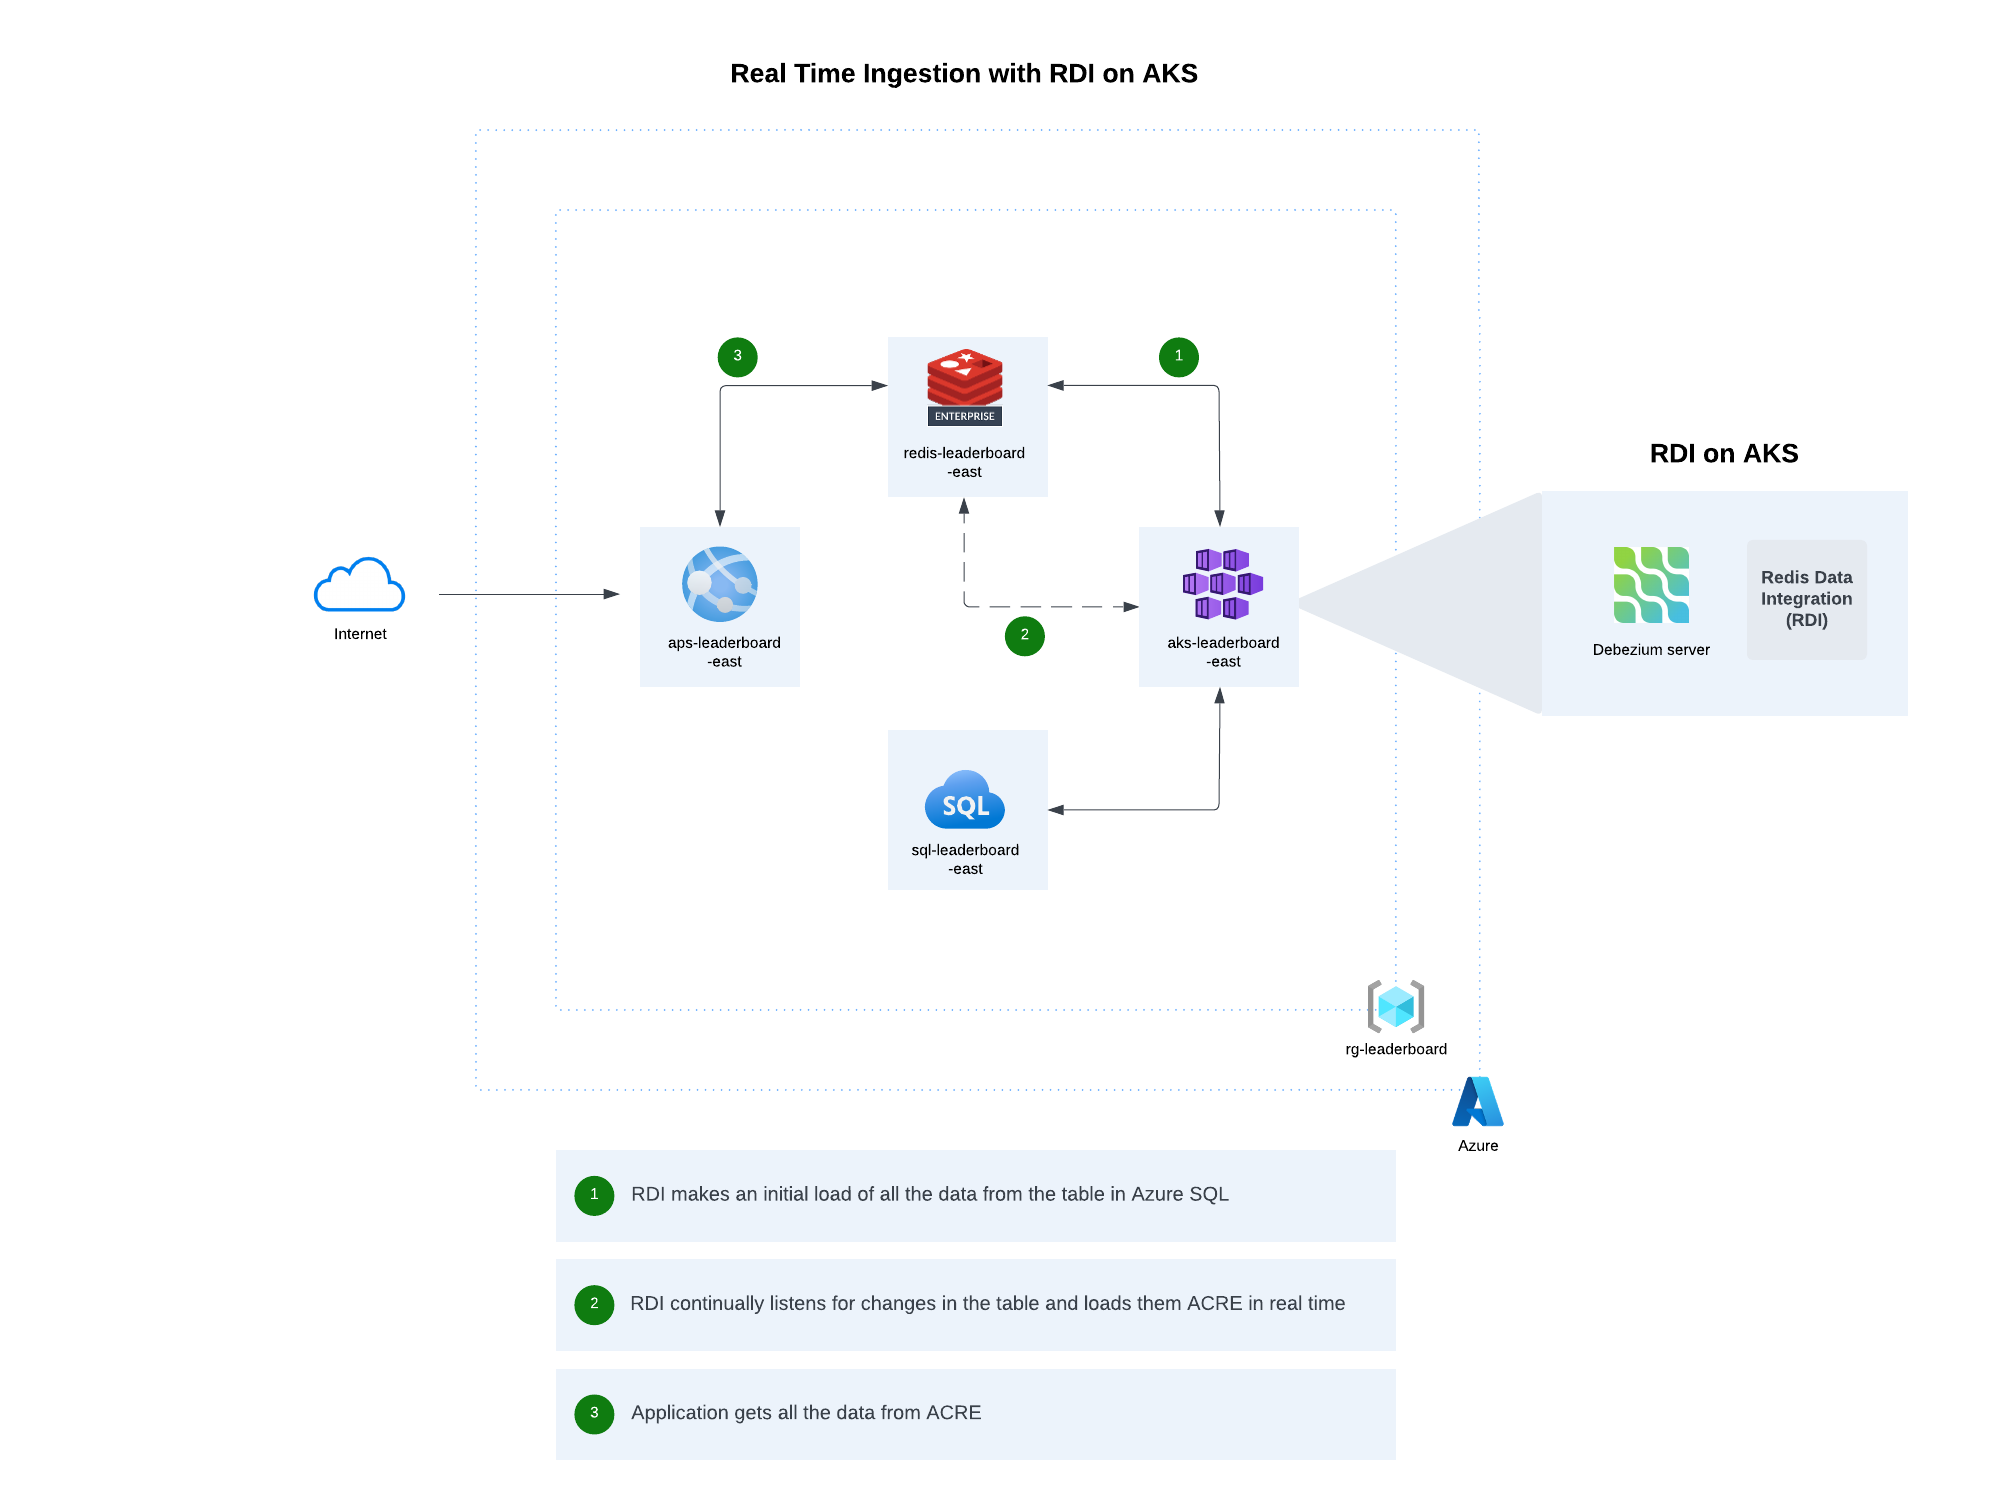 Real Time Ingestion with RDI on AKS
3
1
ENTERPRISE
redis-leaderboard
-east
RDI on AKS
Internet
aps-leaderboard
-east
2
aks-leaderboard
-east
Debezium server
Redis Data
Integration
(RDI)
SQL
sql-leaderboard
-east
rg-leaderboard
Azure
1 RDI makes an initial load of all the data from the table in Azure SQL
2 RDI continually listens for changes in the table and loads them ACRE in real time
3 Application gets all the data from ACRE